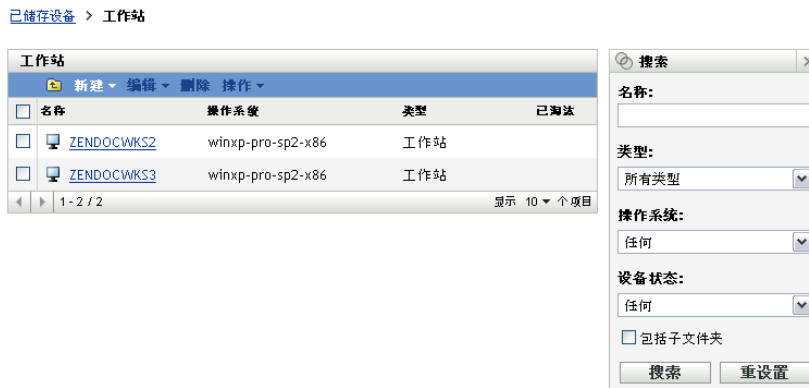 已储存设备 > 工作站
工作站
新建 编辑 删除 操作
名称 操作系统 类型 已淘汰
ZENDOCWKS2 winxp-pro-sp2-x86 工作站
ZENDOCWKS3 winxp-pro-sp2-x86 工作站
1 - 2 / 2 显示 10 个项目
搜索
名称:
类型:
所有类型
操作系统:
任何
设备状态:
任何
包括子文件夹
搜索 重设置